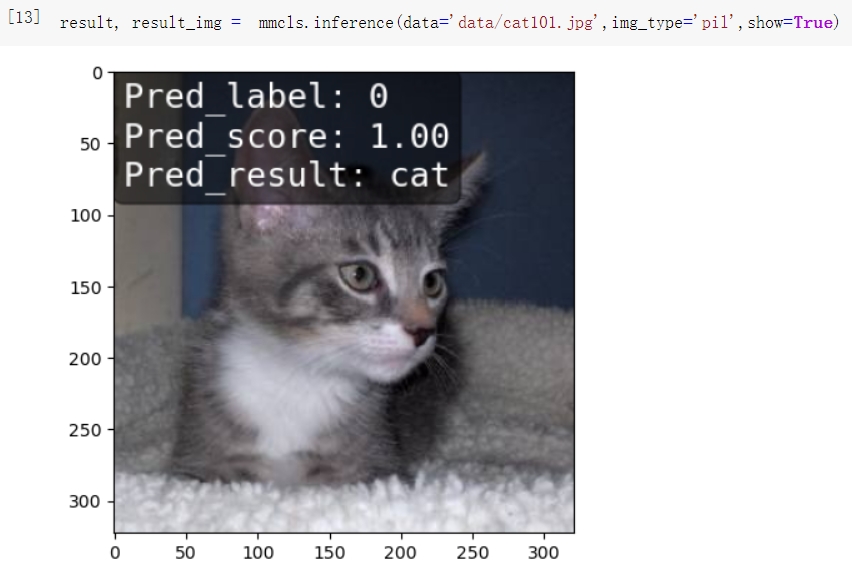 [13] result, result_img = mmcls.inference(data='data/cat101.jpg',img_type='pil',show=True)
0
Pred_label: 0
Pred_score: 1.00
Pred_result: cat
50
100
150
200
250
300
0 50 100 150 200 250 300